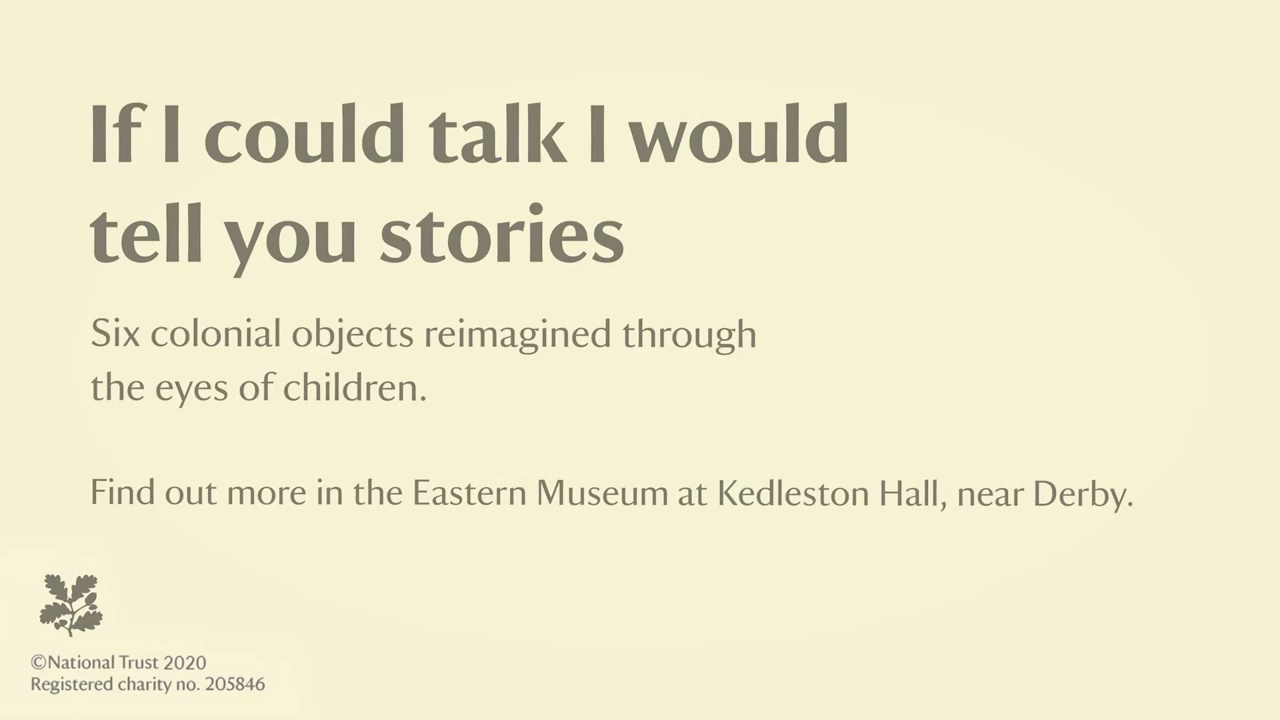 If I could talk I would
tell you stories
Six colonial objects reimagined through
the eyes of children.
Find out more in the Eastern Museum at Kedleston Hall, near Derby.
©National Trust 2020
Registered charity no. 205846